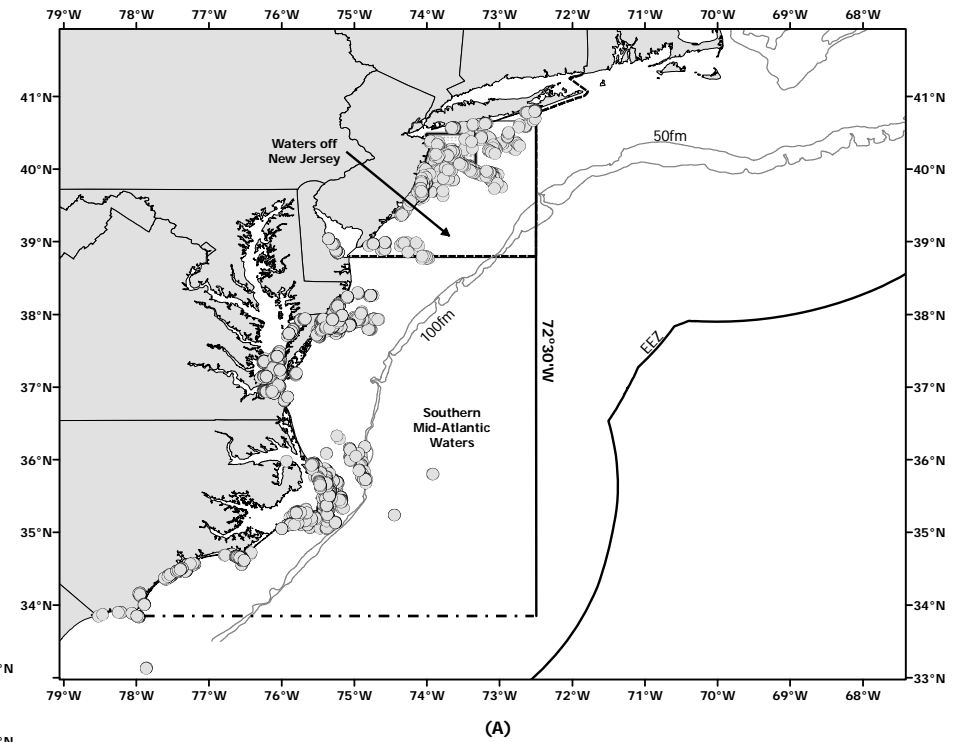 79°W 78°W 77°W 76°W 75°W 74°W 73°W 72°W 71°W 70°W 69°W 68°W
41°N 41°N
50fm
Waters off
New Jersey
40°N 40°N
39°N 39°N
38°N 38°N
100fm
EEZ
72°30'W
37°N 37°N
Southern
Mid-Atlantic
Waters
36°N 36°N
35°N 35°N
34°N 34°N
°N
33°N
79°W 78°W 77°W 76°W 75°W 74°W 73°W 72°W 71°W 70°W 69°W 68°W
(A)
°N